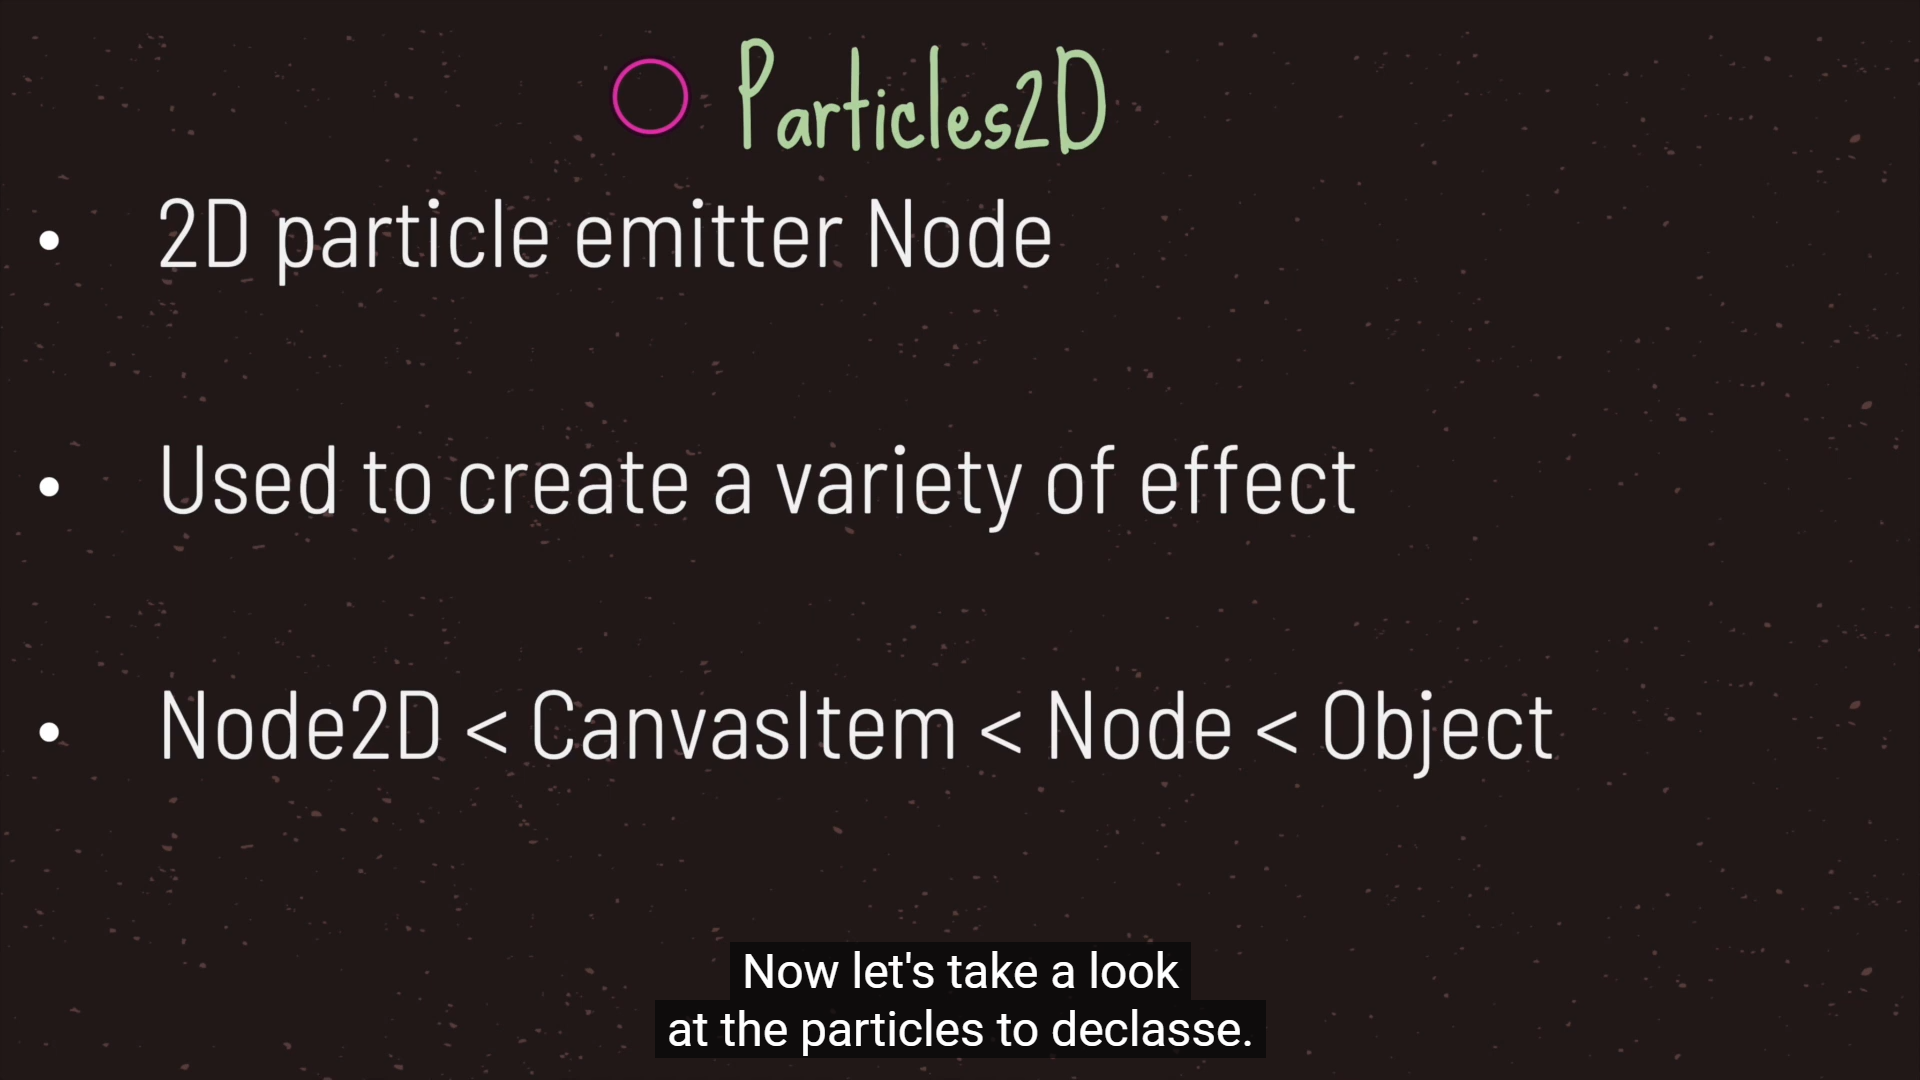 Particles2D
• 2D particle emitter Node
• Used to create a variety of effect
• Node2D < CanvasItem < Node < Object
Now let's take a look
at the particles to declasse.